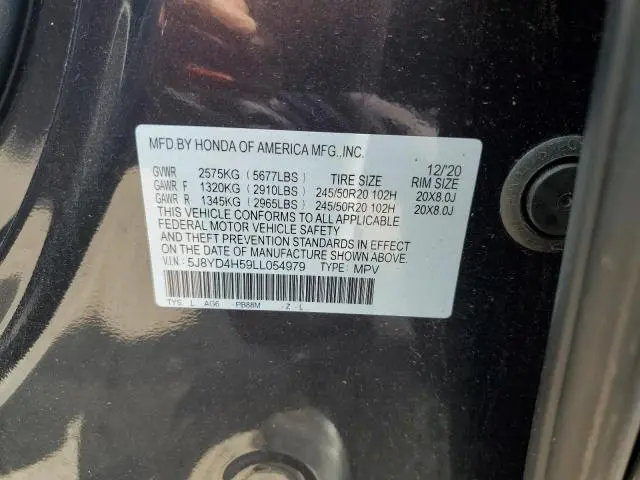 MFD.BY HONDA OF AMERICA MFG.,INC.
12/'20
GVWR 2575KG (5677LBS) TIRE SIZE RIM SIZE
GAWR F 1320KG (2910LBS) 245/50R20 102H 20X8.0J
GAWR R 1345KG (2965LBS) 245/50R20 102H 20X8.0J
THIS VEHICLE CONFORMS TO ALL APPLICABLE
FEDERAL MOTOR VEHICLE SAFETY
AND THEFT PREVENTION STANDARDS IN EFFECT
ON THE DATE OF MANUFACTURE SHOWN ABOVE.
V.I.N.: 5J8YD4H59LL054979 TYPE: MPV
TYS L AG6 PB88M -Z-L